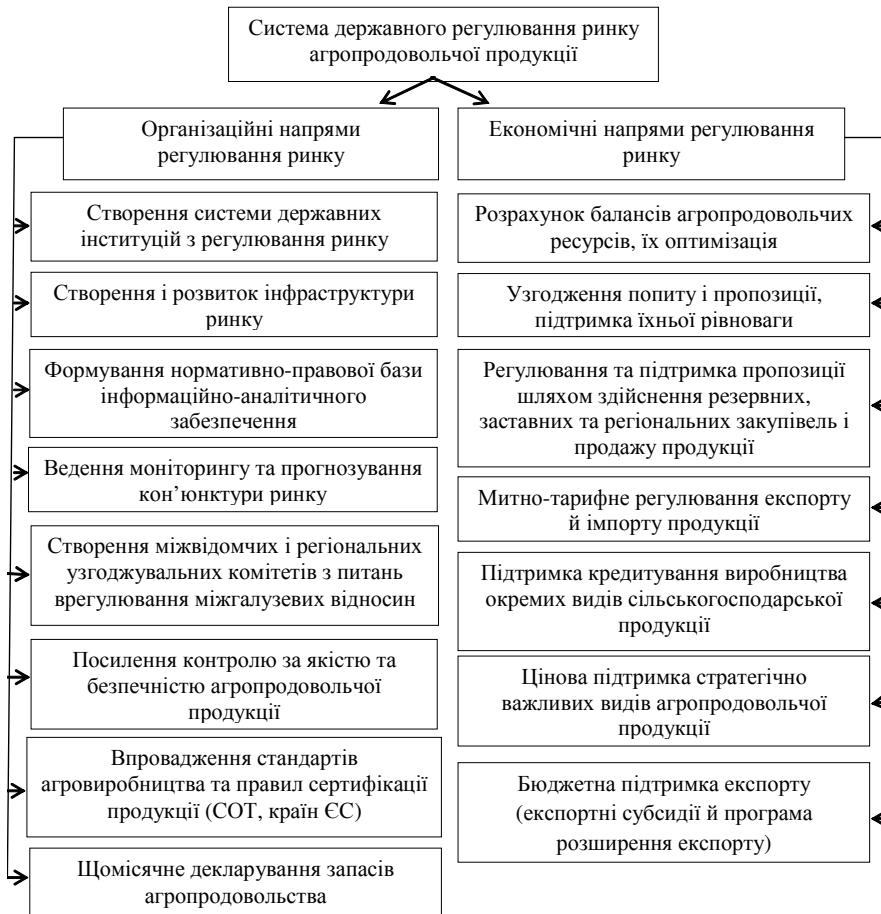 Система державного регулювання ринку
агропродовольчої продукції
Організаційні напрями
регулювання ринку
Економічні напрями регулювання
ринку
Створення системи державних
інституцій з регулювання ринку
Створення і розвиток інфраструктури
ринку
Формування нормативно-правової бази
інформаційно-аналітичного
забезпечення
Ведення моніторингу та прогнозування
кон’юнктури ринку
Створення міжвідомчих і регіональних
узгоджувальних комітетів з питань
врегулювання міжгалузевих відносин
Посилення контролю за якістю та
безпечністю агропродовольчої
продукції
Впровадження стандартів
агровиробництва та правил сертифікації
продукції (СОТ, країн ЄС)
Щомісячне декларування запасів
агропродовольства
Розрахунок балансів агропродовольчих
ресурсів, їх оптимізація
Узгодження попиту і пропозиції,
підтримка їхньої рівноваги
Регулювання та підтримка пропозиції
шляхом здійснення резервних,
заставних та регіональних закупівель і
продажу продукції
Митно-тарифне регулювання експорту
й імпорту продукції
Підтримка кредитування виробництва
окремих видів сільськогосподарської
продукції
Цінова підтримка стратегічно
важливих видів агропродовольчої
продукції
Бюджетна підтримка експорту
(експортні субсидії й програма
розширення експорту)